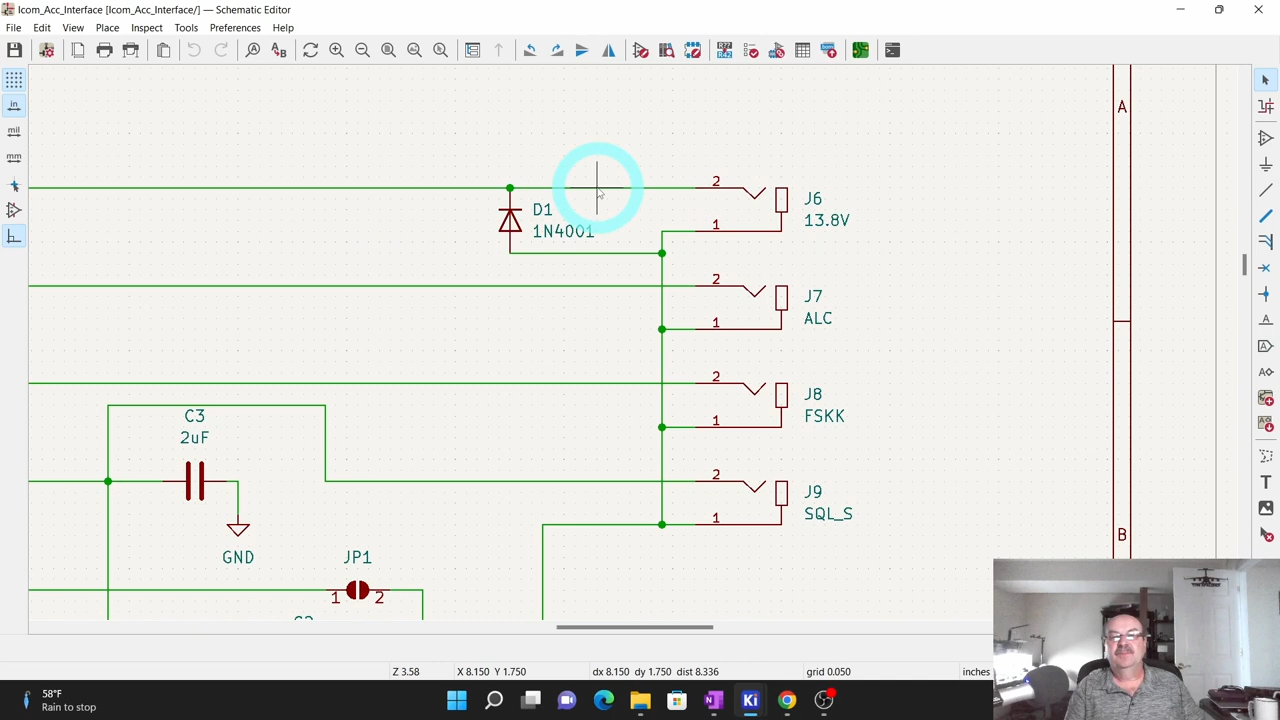 Icom_Acc_Interface [Icom_Acc_Interface/] — Schematic Editor
File Edit View Place Inspect Tools Preferences Help
in
mil
mm
A
2
J6
13.8V
1
D1
1N4001
2
J7
ALC
1
2
J8
FSKK
1
C3
2uF
2
J9
SQL_S
1
GND
JP1
1 2
B
Z 3.58 X 8.150 Y 1.750 dx 8.150 dy 1.750 dist 8.336 grid 0.050 inches
58°F
Rain to stop